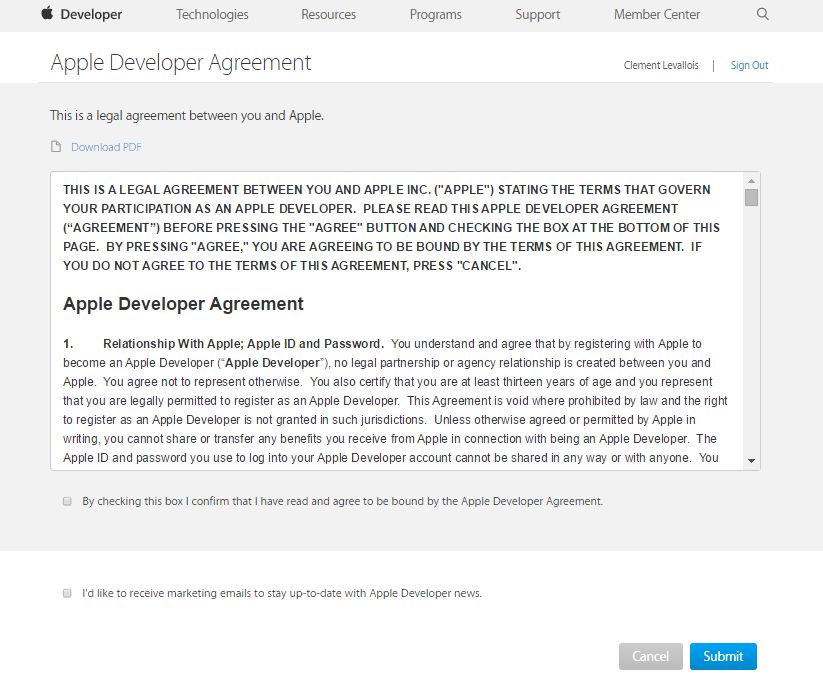 Developer Technologies Resources Programs Support Member Center
Apple Developer Agreement
Clement Levallois | Sign Out
This is a legal agreement between you and Apple.
Download PDF
THIS IS A LEGAL AGREEMENT BETWEEN YOU AND APPLE INC. ("APPLE") STATING THE TERMS THAT GOVERN
YOUR PARTICIPATION AS AN APPLE DEVELOPER.  PLEASE READ THIS APPLE DEVELOPER AGREEMENT
(“AGREEMENT”) BEFORE PRESSING THE "AGREE" BUTTON AND CHECKING THE BOX AT THE BOTTOM OF THIS
PAGE.  BY PRESSING "AGREE," YOU ARE AGREEING TO BE BOUND BY THE TERMS OF THIS AGREEMENT.  IF
YOU DO NOT AGREE TO THE TERMS OF THIS AGREEMENT, PRESS "CANCEL".
Apple Developer Agreement
1. Relationship With Apple; Apple ID and Password.  You understand and agree that by registering with Apple to
become an Apple Developer (“Apple Developer”), no legal partnership or agency relationship is created between you and
Apple.  You agree not to represent otherwise.  You also certify that you are at least thirteen years of age and you represent
that you are legally permitted to register as an Apple Developer.  This Agreement is void where prohibited by law and the right
to register as an Apple Developer is not granted in such jurisdictions.  Unless otherwise agreed or permitted by Apple in
writing, you cannot share or transfer any benefits you receive from Apple in connection with being an Apple Developer.  The
Apple ID and password you use to log into your Apple Developer account cannot be shared in any way or with anyone.  You
By checking this box I confirm that I have read and agree to be bound by the Apple Developer Agreement.
I'd like to receive marketing emails to stay up-to-date with Apple Developer news.
Cancel Submit